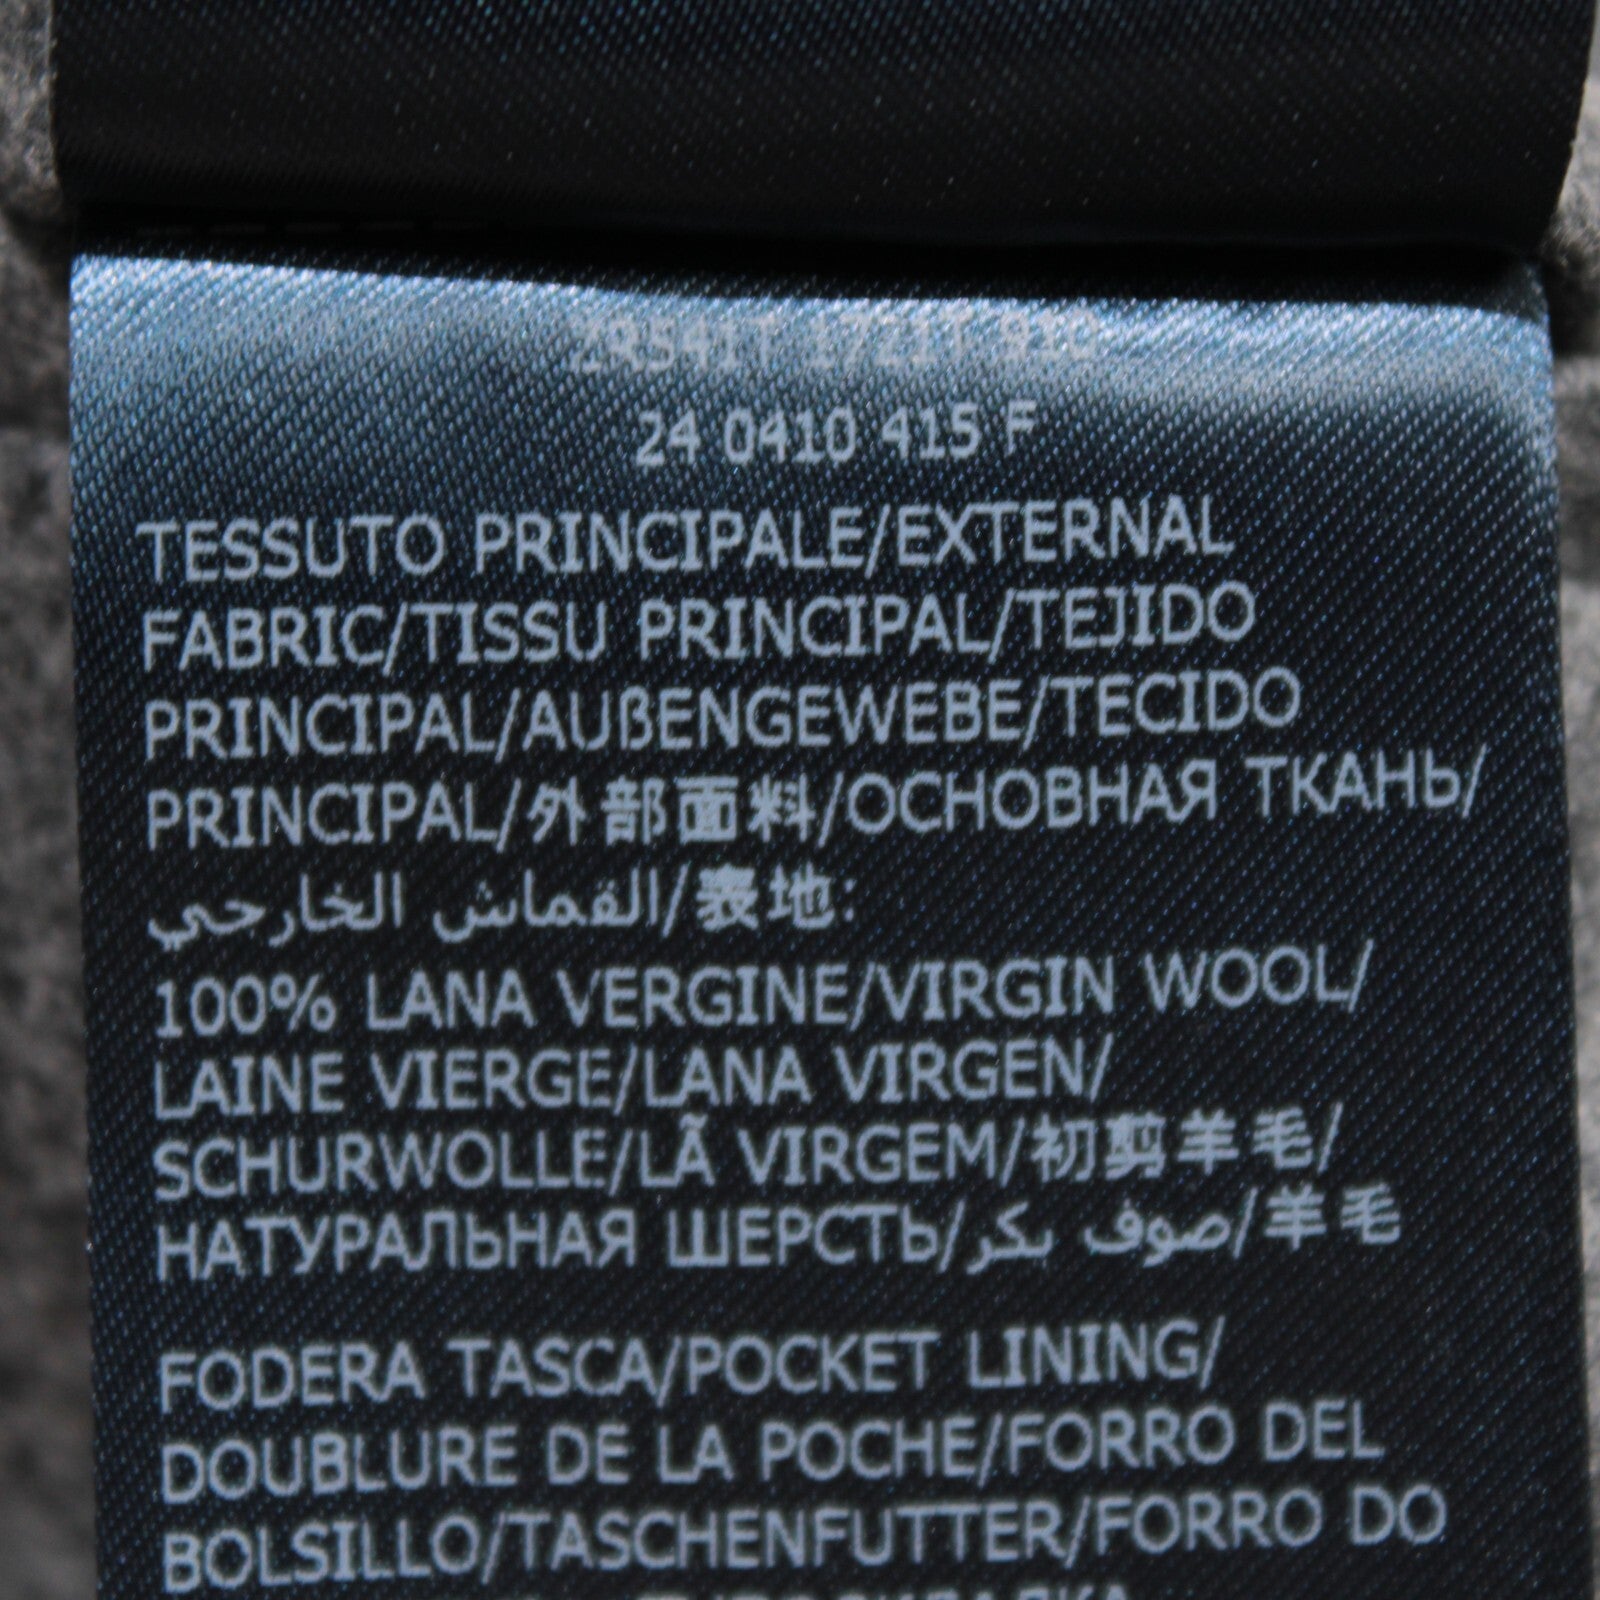 24 0410 415 F
TESSUTO PRINCIPALE/EXTERNAL
FABRIC/TISSU PRINCIPAL/TEJIDO
PRINCIPAL/AUßENGEWEBE/TECIDO
PRINCIPAL/外部面料/ОСНОВНАЯ ТКАНЬ/
القماش الخارجي/表地:
100% LANA VERGINE/VIRGIN WOOL/
LAINE VIERGE/LANA VIRGEN/
SCHURWOLLE/LÃ VIRGEM/初剪羊毛/
НАТУРАЛЬНАЯ ШЕРСТЬ/صوف بكر/羊毛
FODERA TASCA/POCKET LINING/
DOUBLURE DE LA POCHE/FORRO DEL
BOLSILLO/TASCHENFUTTER/FORRO DO